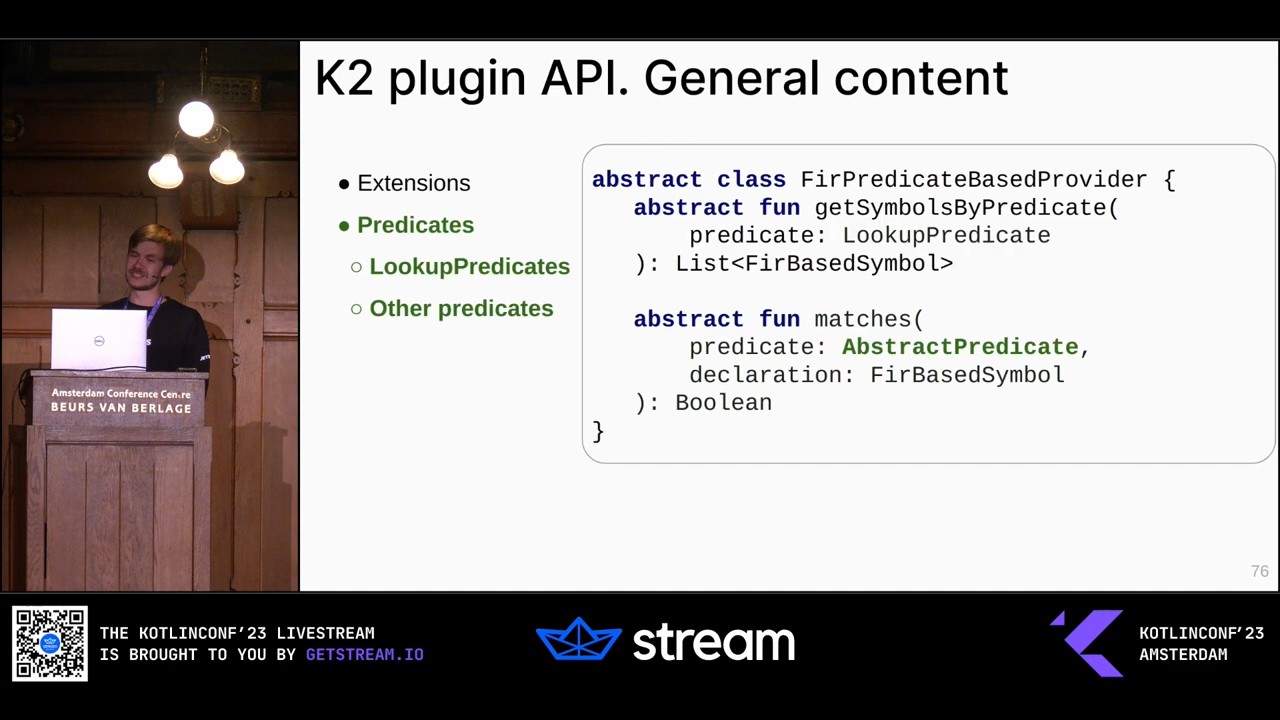 K2 plugin API. General content
● Extensions
● Predicates
○ LookupPredicates
○ Other predicates
abstract class FirPredicateBasedProvider {
abstract fun getSymbolsByPredicate(
predicate: LookupPredicate
): List<FirBasedSymbol>
abstract fun matches(
predicate: AbstractPredicate,
declaration: FirBasedSymbol
): Boolean
}
76
Amsterdam Conference Centre
BEURS VAN BERLAGE
THE KOTLINCONF'23 LIVESTREAM
IS BROUGHT TO YOU BY GETSTREAM.IO
stream
KOTLINCONF'23
AMSTERDAM